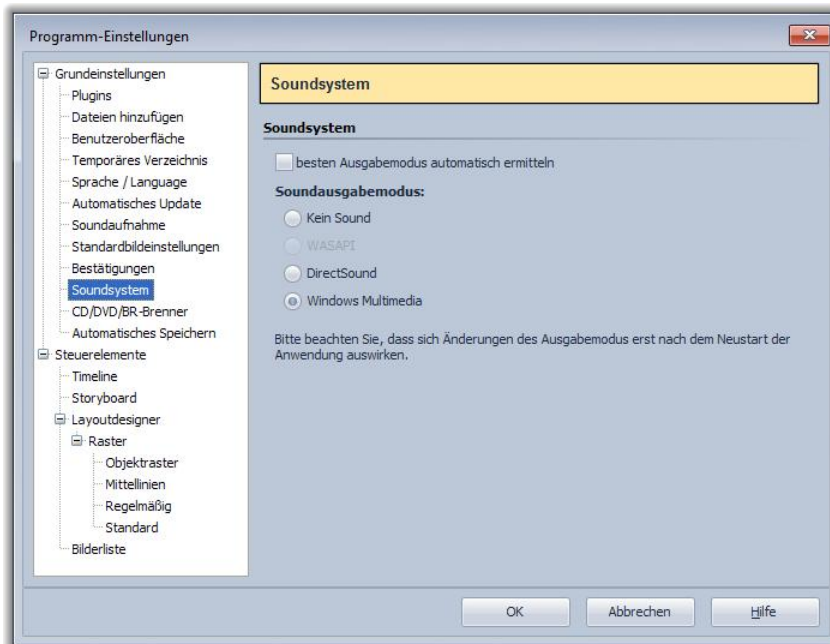 Programm-Einstellungen
Grundeinstellungen
Plugins
Dateien hinzufügen
Benutzeroberfläche
Temporäres Verzeichnis
Sprache / Language
Automatisches Update
Soundaufnahme
Standardbildeinstellungen
Bestätigungen
Soundsystem
CD/DVD/BR-Brenner
Automatisches Speichern
Steuerelemente
Timeline
Storyboard
Layoutdesigner
Raster
Objektraster
Mittellinien
Regelmäßig
Standard
Bilderliste
Soundsystem
Soundsystem
besten Ausgabemodus automatisch ermitteln
Soundausgabemodus:
Kein Sound
WASAPI
DirectSound
Windows Multimedia
Bitte beachten Sie, dass sich Änderungen des Ausgabemodus erst nach dem Neustart der
Anwendung auswirken.
OK
Abbrechen
Hilfe